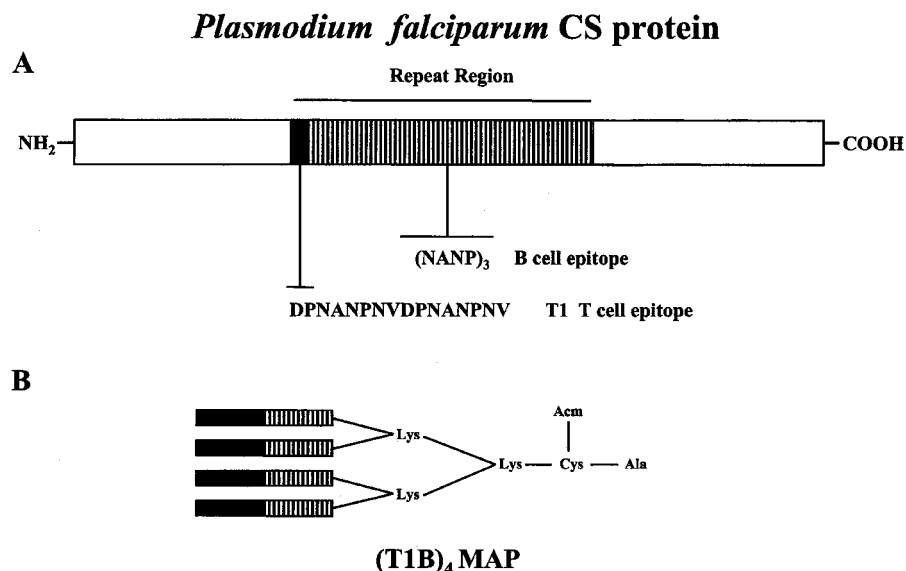 Plasmodium falciparum CS protein
A
Repeat Region
NH₂
COOH
(NANP)₃ B cell epitope
DPNANPNVDPNANPNV T1 T cell epitope
B
Acm
Lys
Lys Cys Ala
Lys
(T1B)₄ MAP